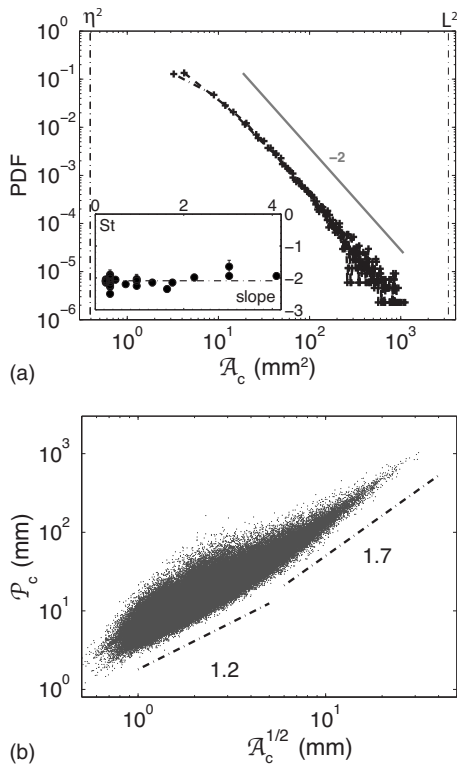 η² L²
10⁰
10⁻¹
10⁻²
10⁻³
10⁻⁴
10⁻⁵
10⁻⁶
PDF
−2
0 2 4
St
0
−1
−2
−3
slope
10⁰ 10¹ 10² 10³
𝒜c (mm²)
(a)
10³
10²
10¹
10⁰
𝒫c (mm)
1.7
1.2
10⁰ 10¹
𝒜c^1/2 (mm)
(b)